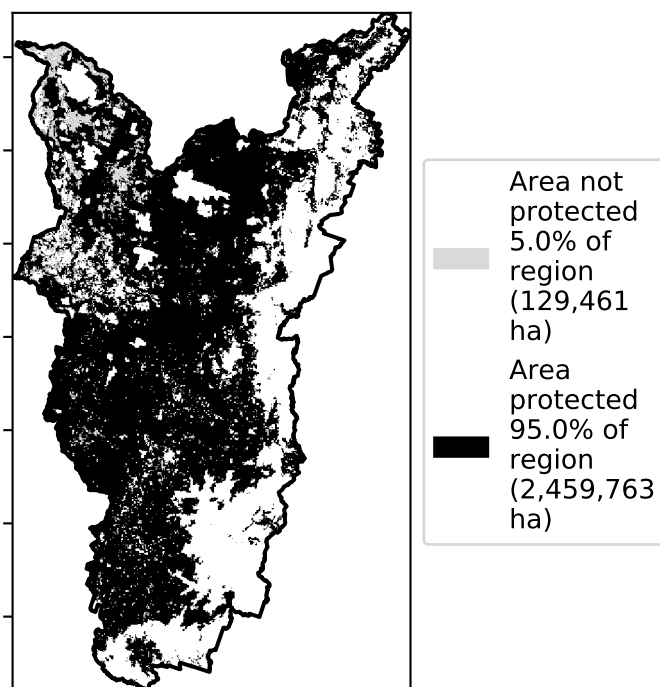 Area not
protected
5.0% of
region
(129,461
ha)
Area
protected
95.0% of
region
(2,459,763
ha)